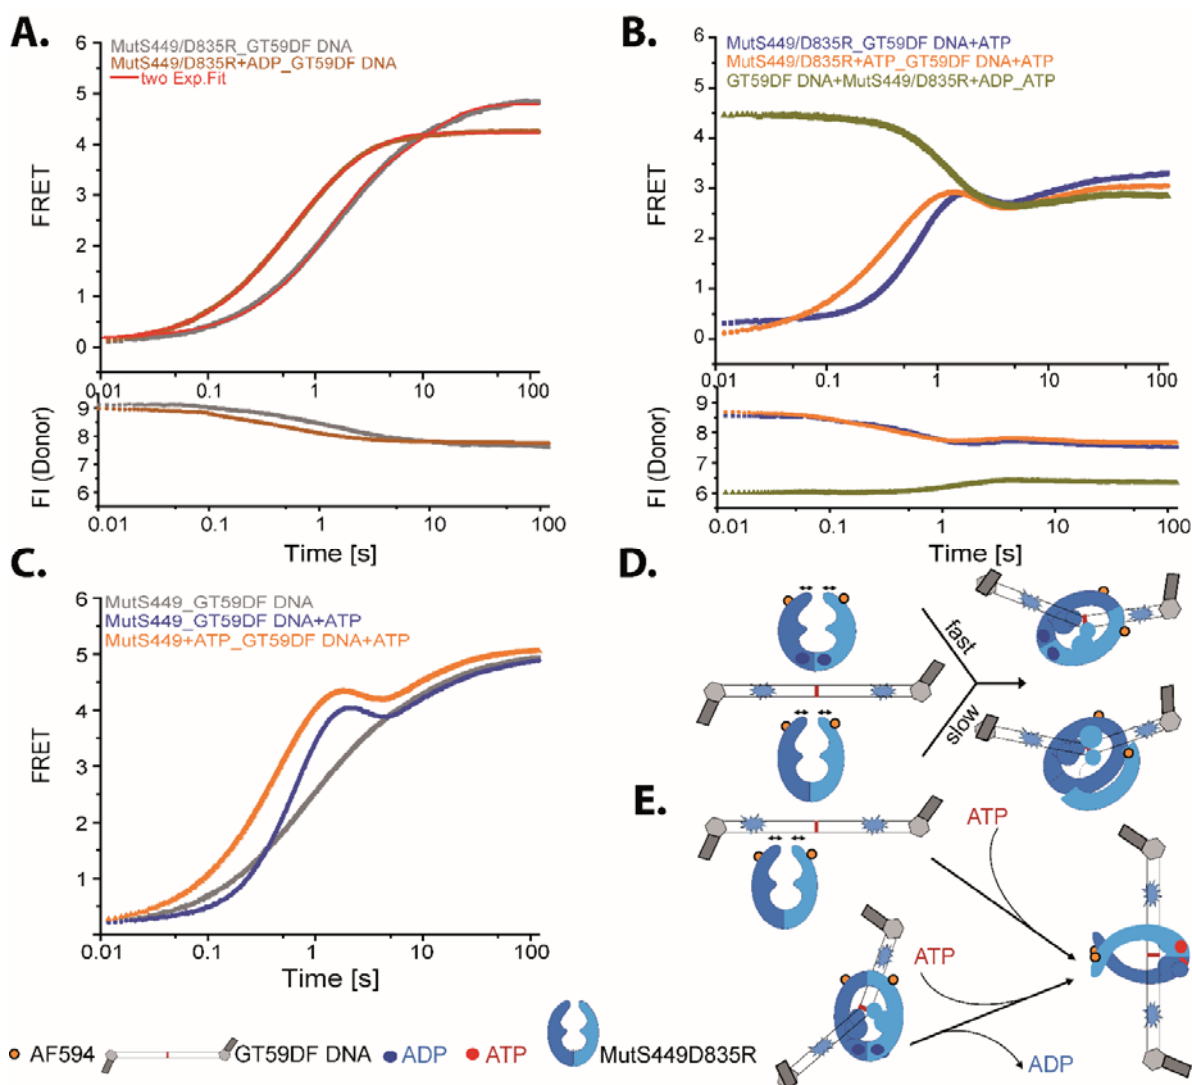 A.
MutS449/D835R_GT59DF DNA
MutS449/D835R+ADP_GT59DF DNA
two Exp.Fit
6
5
4
3
2
1
0
FRET
0.01 0.1 1 10 100
9
8
7
6
FI (Donor)
0.01 0.1 1 10 100
Time [s]
B.
MutS449/D835R_GT59DF DNA+ATP
MutS449/D835R+ATP_GT59DF DNA+ATP
GT59DF DNA+MutS449/D835R+ADP_ATP
6
5
4
3
2
1
0
FRET
0.01 0.1 1 10 100
9
8
7
6
FI (Donor)
0.01 0.1 1 10 100
Time [s]
C.
MutS449_GT59DF DNA
MutS449_GT59DF DNA+ATP
MutS449+ATP_GT59DF DNA+ATP
6
5
4
3
2
1
FRET
0.01 0.1 1 10 100
Time [s]
D.
fast
slow
E.
ATP
ATP
ADP
AF594
GT59DF DNA
ADP
ATP
MutS449D835R